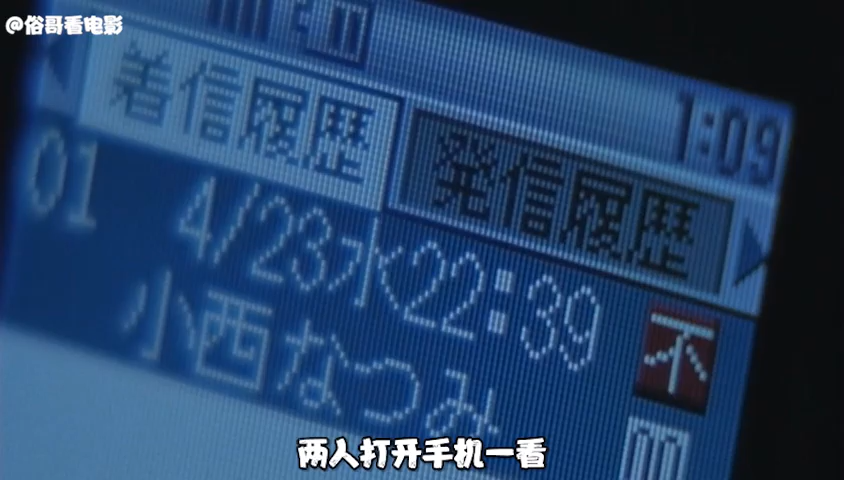 @俗哥看电影
1:09
着信履歴 発信履歴
01 4/23水22:39
小西なつみ 不
两人打开手机一看